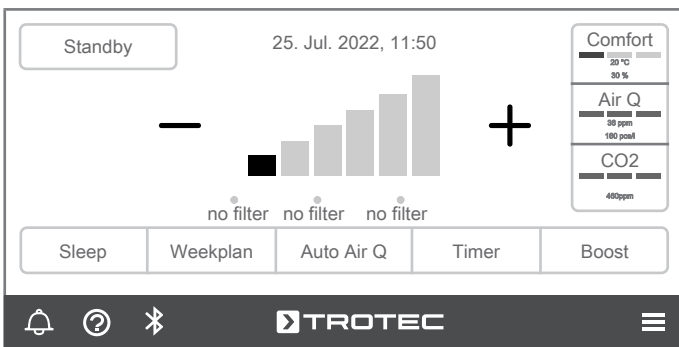 Standby
25. Jul. 2022, 11:50
Comfort
20 °C
30 %
Air Q
36 ppm
160 pcs/l
CO2
460ppm
no filter no filter no filter
Sleep Weekplan Auto Air Q Timer Boost
TROTEC